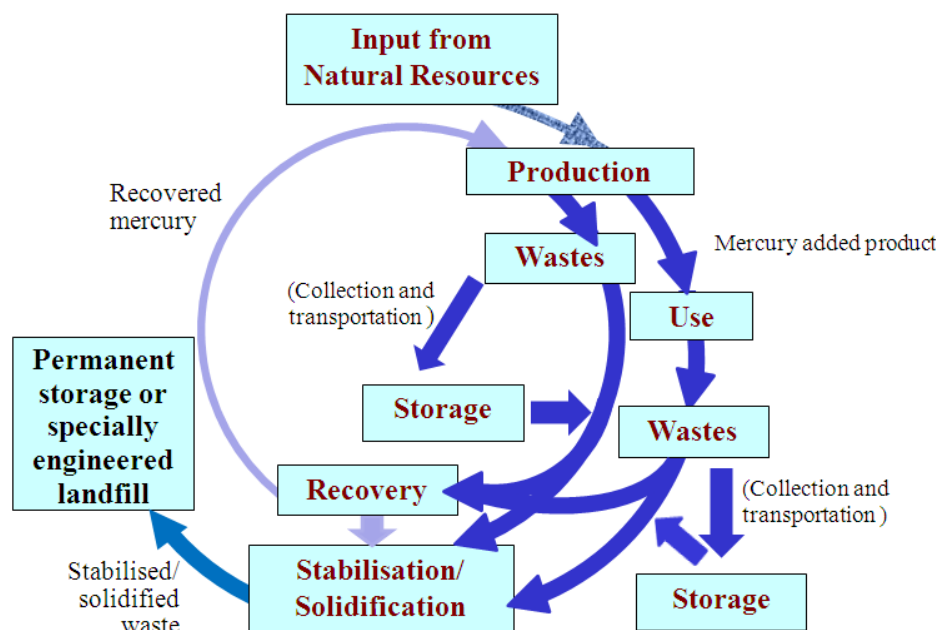 Input from
Natural Resources
Production
Recovered
mercury
Wastes
Mercury added product
(Collection and
transportation )
Use
Permanent
storage or
specially
engineered
landfill
Storage
Wastes
Recovery
(Collection and
transportation )
Stabilisation/
Solidification
Stabilised/
solidified
waste
Storage